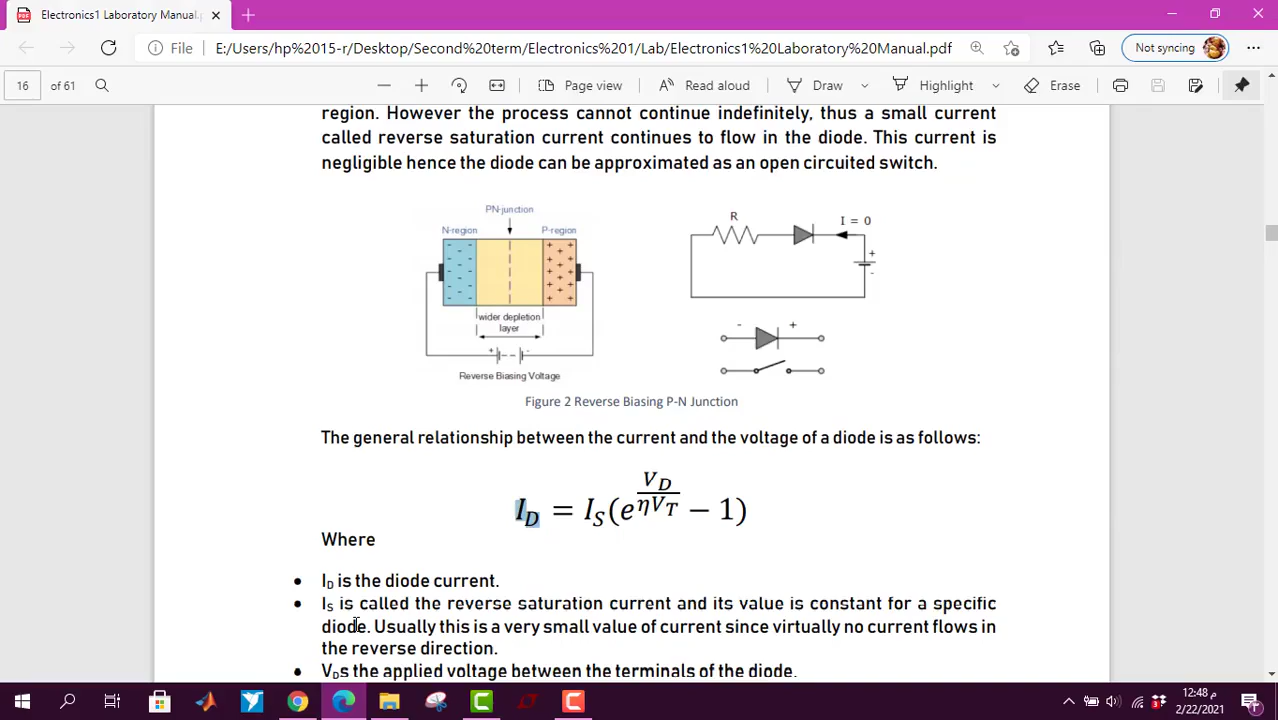 Electronics1 Laboratory Manual.p
File
E:/Users/hp%2015-r/Desktop/Second%20term/Electronics%201/Lab/Electronics1%20Laboratory%20Manual.pdf
Not syncing
16 of 61
Page view
Read aloud
Draw
Highlight
Erase
region. However the process cannot continue indefinitely, thus a small current
called reverse saturation current continues to flow in the diode. This current is
negligible hence the diode can be approximated as an open circuited switch.
PN-junction
N-region
P-region
wider depletion
layer
+ -
Reverse Biasing Voltage
R
I = 0
+
-
- +
Figure 2 Reverse Biasing P-N Junction
The general relationship between the current and the voltage of a diode is as follows:
I_D = I_S(e^{V_D/ηV_T} − 1)
Where
• I_D is the diode current.
• I_S is called the reverse saturation current and its value is constant for a specific
diode. Usually this is a very small value of current since virtually no current flows in
the reverse direction.
• V_Ds the applied voltage between the terminals of the diode.
12:48 م
2/22/2021